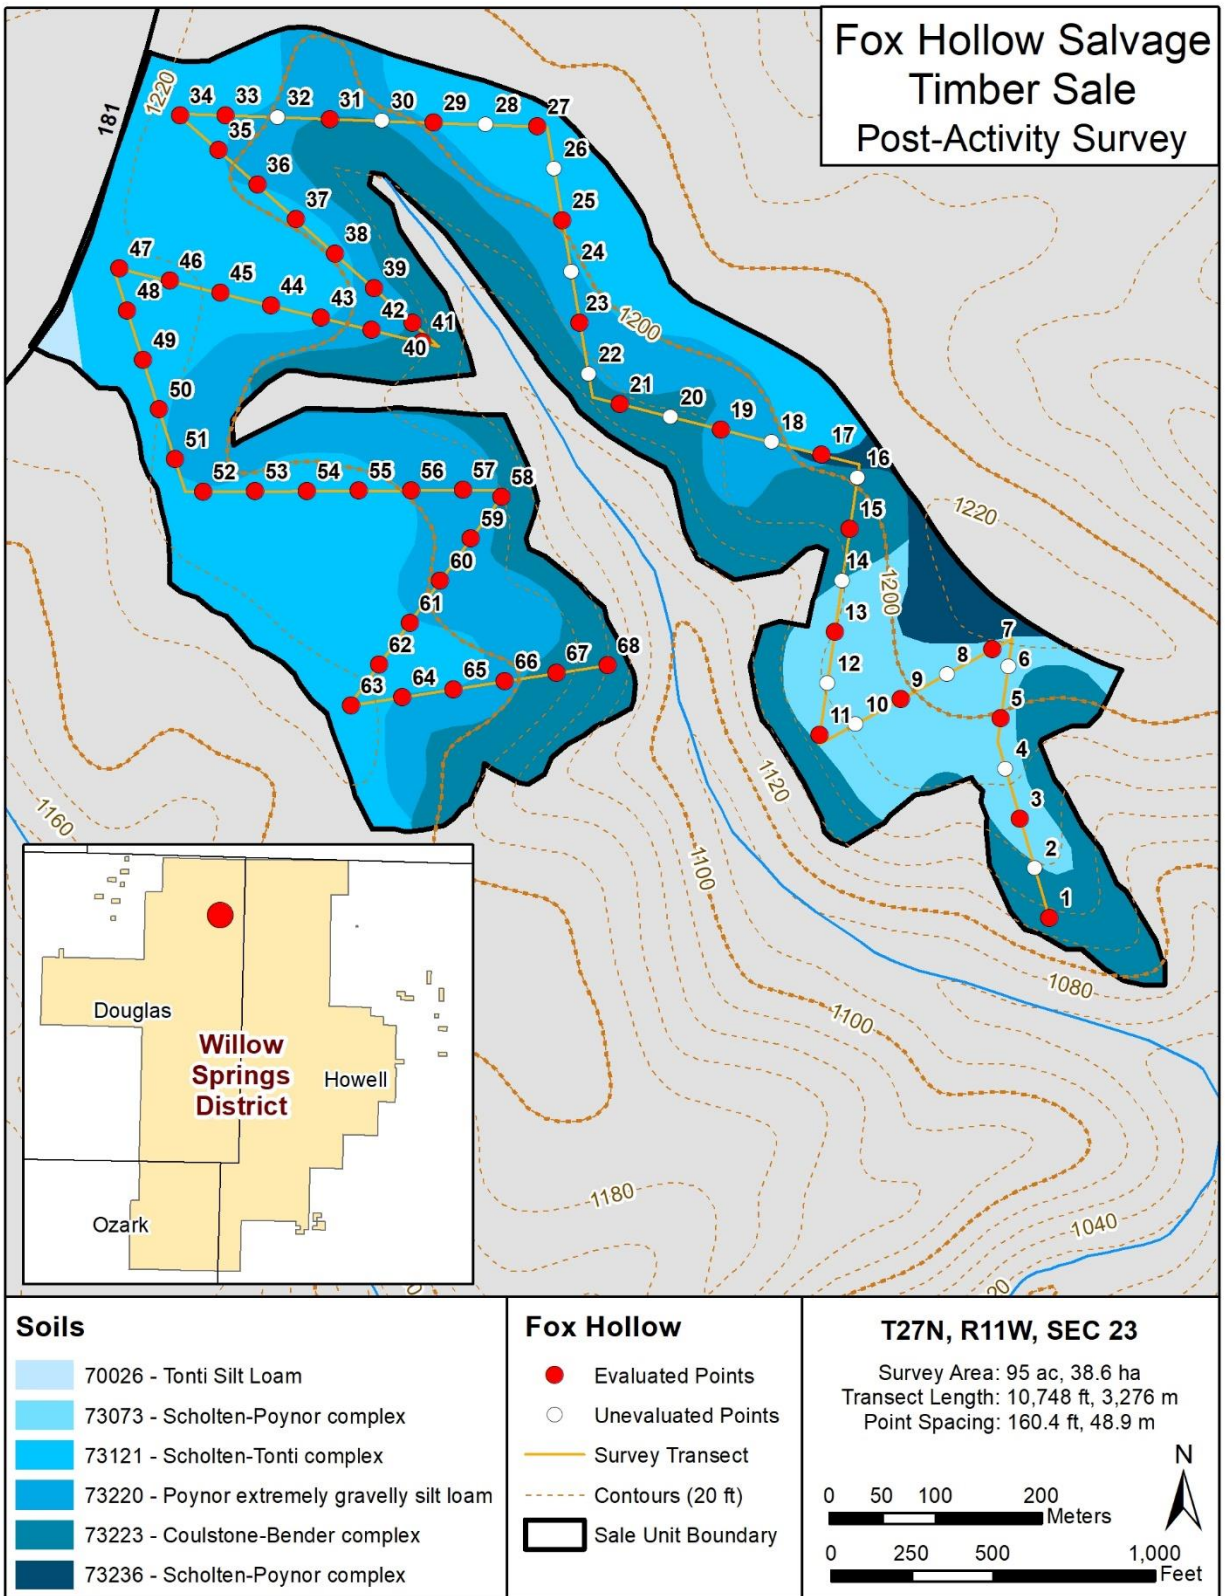 Fox Hollow Salvage
Timber Sale
Post-Activity Survey
181
1220
34
33
32
31
30
29
28
27
35
36
26
37
25
38
24
47
46
39
48
45
44
23
43
42
41
1200
40
49
22
21
50
20
19
18
17
51
16
52
53
54
55
56
57
58
15
1220
59
60
14
1200
61
13
7
62
12
8
6
68
67
66
65
64
63
9
5
11
10
4
1120
3
1160
2
1100
1
1080
1100
Douglas
Willow
Springs
District
Howell
Ozark
1180
1040
20
0
Soils
70026 - Tonti Silt Loam
73073 - Scholten-Poynor complex
73121 - Scholten-Tonti complex
73220 - Poynor extremely gravelly silt loam
73223 - Coulstone-Bender complex
73236 - Scholten-Poynor complex
Fox Hollow
Evaluated Points
Unevaluated Points
Survey Transect
Contours (20 ft)
Sale Unit Boundary
T27N, R11W, SEC 23
Survey Area: 95 ac, 38.6 ha
Transect Length: 10,748 ft, 3,276 m
Point Spacing: 160.4 ft, 48.9 m
N
0 50 100 200
Meters
0 250 500 1,000
Feet